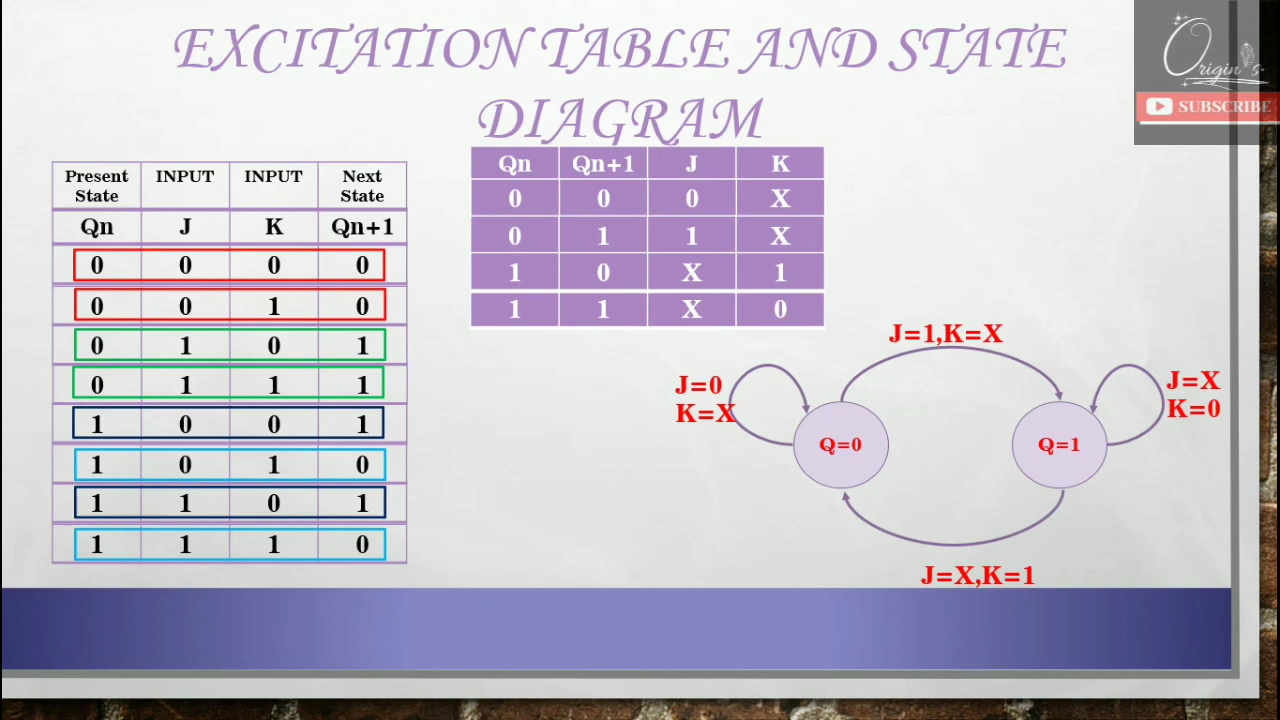 EXCITATION TABLE AND STATE
DIAGRAM
Origin's
SUBSCRIBE
Present State INPUT INPUT Next State
Qn J K Qn+1
0 0 0 0
0 0 1 0
0 1 0 1
0 1 1 1
1 0 0 1
1 0 1 0
1 1 0 1
1 1 1 0
Qn Qn+1 J K
0 0 0 X
0 1 1 X
1 0 X 1
1 1 X 0
J=1,K=X
J=0
K=X
Q=0
Q=1
J=X
K=0
J=X,K=1